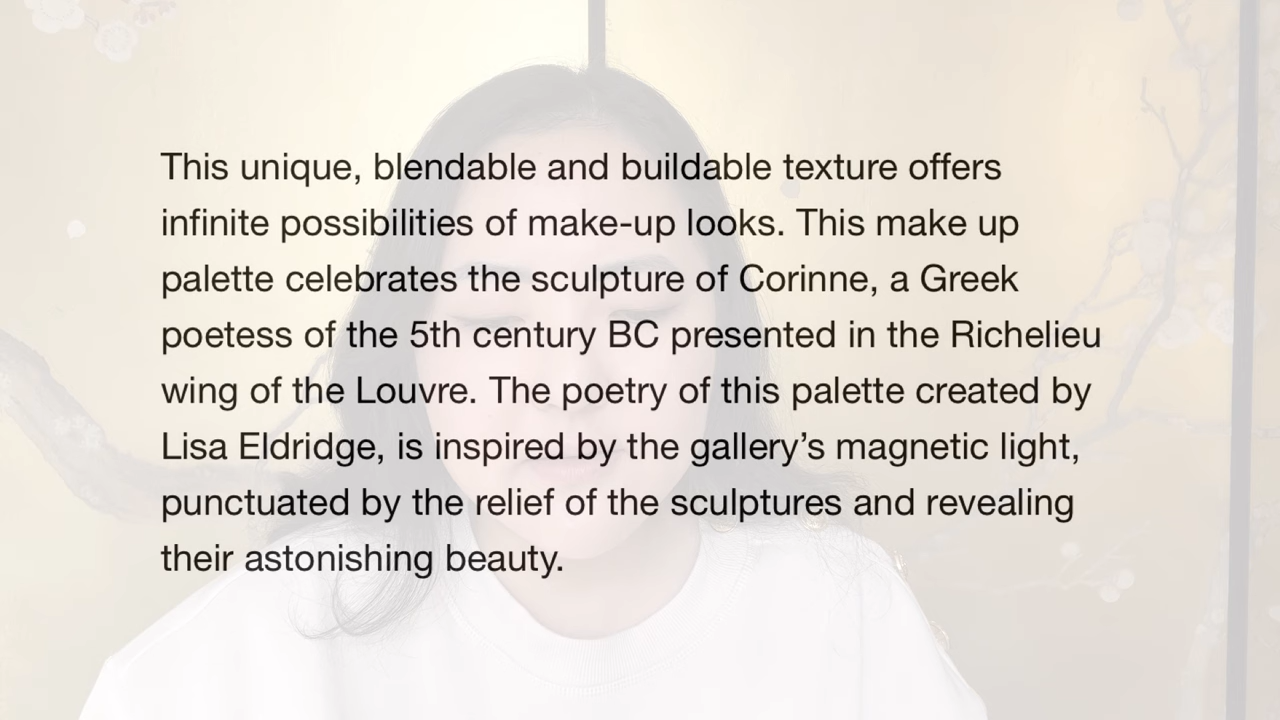 This unique, blendable and buildable texture offers
infinite possibilities of make-up looks. This make up
palette celebrates the sculpture of Corinne, a Greek
poetess of the 5th century BC presented in the Richelieu
wing of the Louvre. The poetry of this palette created by
Lisa Eldridge, is inspired by the gallery’s magnetic light,
punctuated by the relief of the sculptures and revealing
their astonishing beauty.